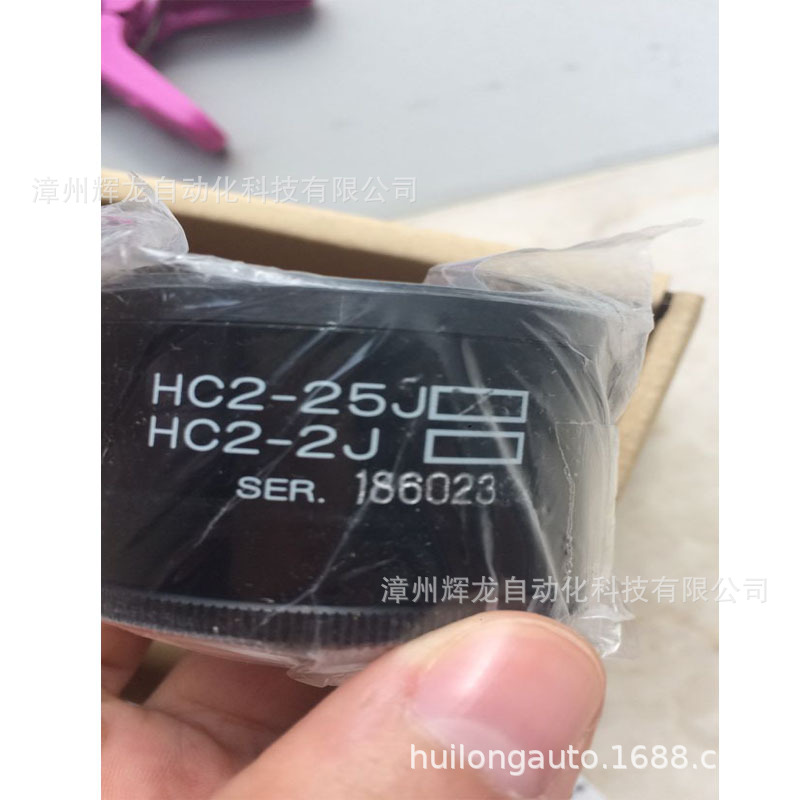 漳州辉龙自动化科技有限公司
HC2-25J
HC2-2J
SER. 186023
漳州辉龙自动化科技有限公司
huilongauto.1688.c